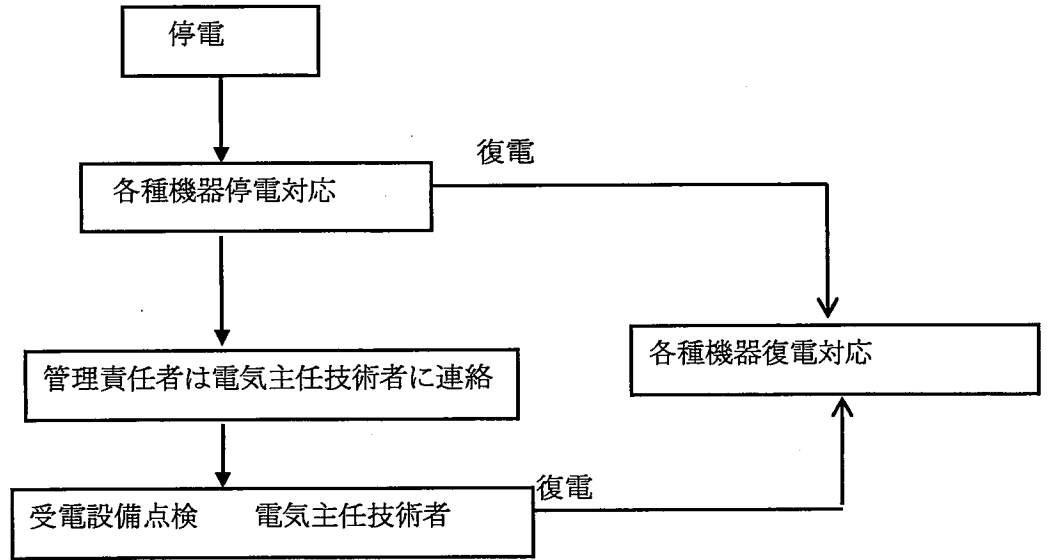 停電
復電
各種機器停電対応
各種機器復電対応
管理責任者は電気主任技術者に連絡
復電
受電設備点検　　電気主任技術者